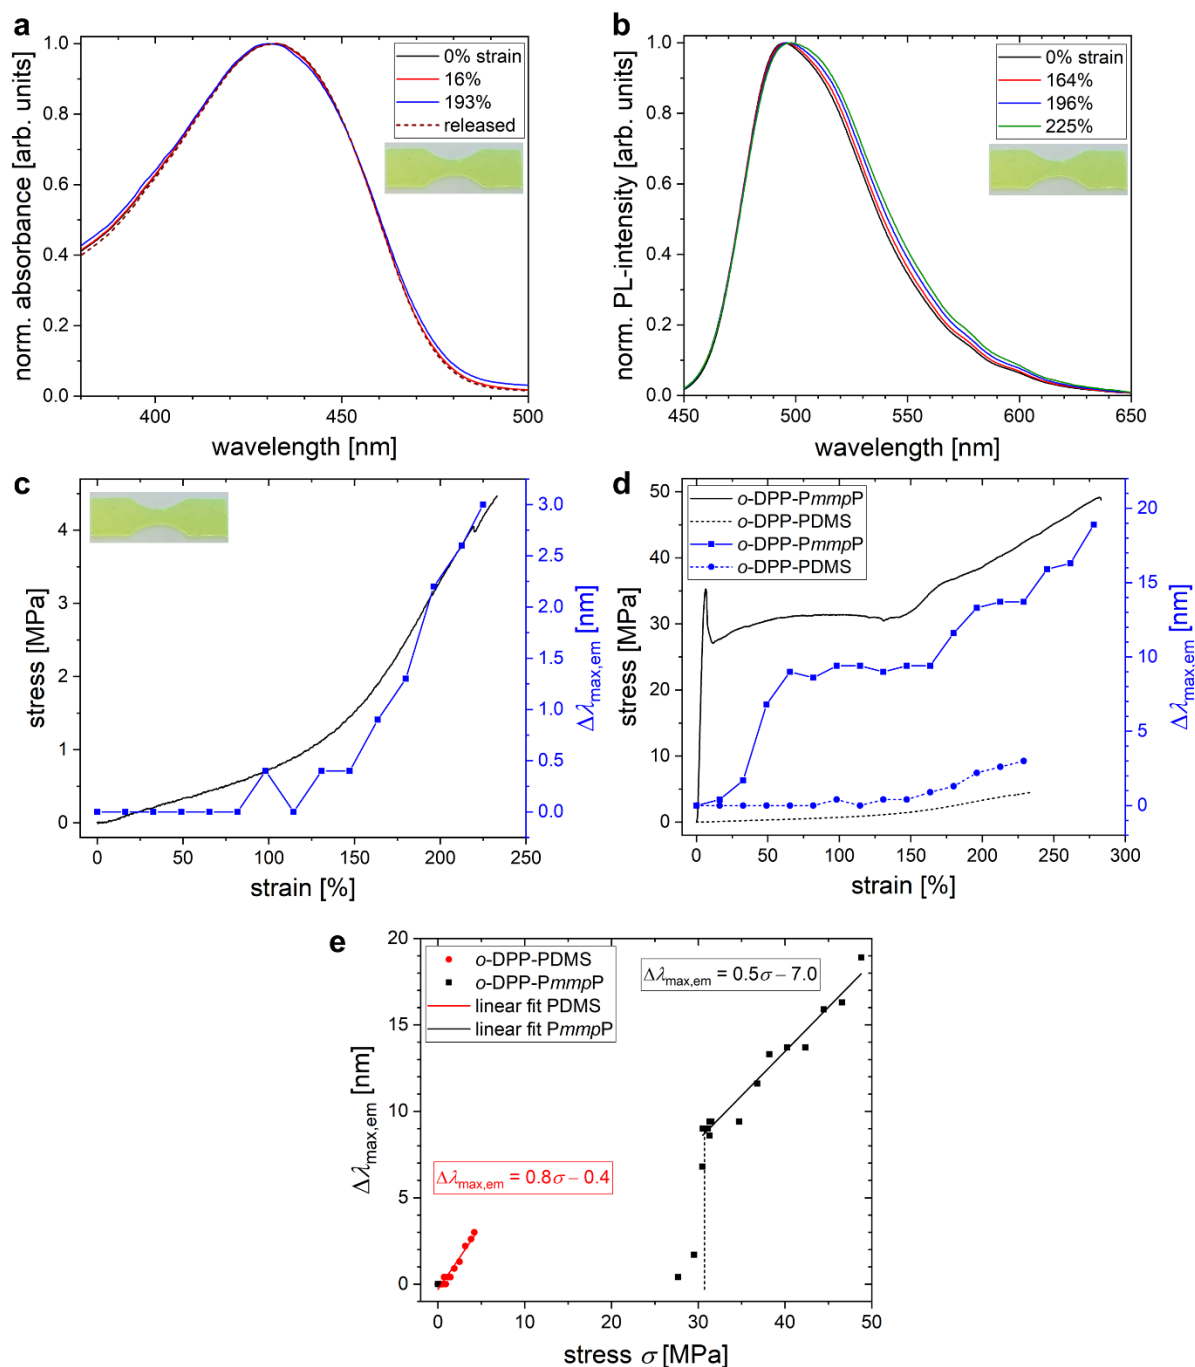 a
norm. absorbance [arb. units]
1.0
0.8
0.6
0.4
0.2
0.0
0% strain
16%
193%
released
400
450
500
wavelength [nm]
b
norm. PL-intensity [arb. units]
1.0
0.8
0.6
0.4
0.2
0.0
0% strain
164%
196%
225%
450
500
550
600
650
wavelength [nm]
c
stress [MPa]
4
3
2
1
0
3.0
2.5
2.0
1.5
1.0
0.5
0.0
Δλmax,em [nm]
0
50
100
150
200
250
strain [%]
d
stress [MPa]
50
40
30
20
10
0
o-DPP-PmmpP
o-DPP-PDMS
o-DPP-PmmpP
o-DPP-PDMS
20
15
10
5
0
Δλmax,em [nm]
0
50
100
150
200
250
300
strain [%]
e
Δλmax,em [nm]
20
15
10
5
0
o-DPP-PDMS
o-DPP-PmmpP
linear fit PDMS
linear fit PmmpP
Δλmax,em = 0.5σ – 7.0
Δλmax,em = 0.8σ – 0.4
0
10
20
30
40
50
stress σ [MPa]